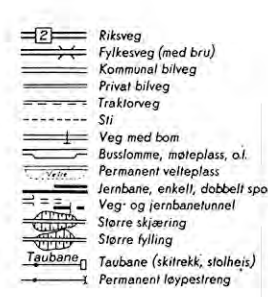 2 Riksveg
Fylkesveg (med bru)
Kommunal bilveg
Privat bilveg
Traktorveg
Sti
Veg med bom
Busslomme, møteplass, o.l.
Velte Permanent velteplass
Jernbane, enkelt, dobbelt spo
Veg- og jernbanetunnel
Større skjæring
Større fylling
Taubane Taubane (skitrekk, stolheis)
Permanent løypestreng